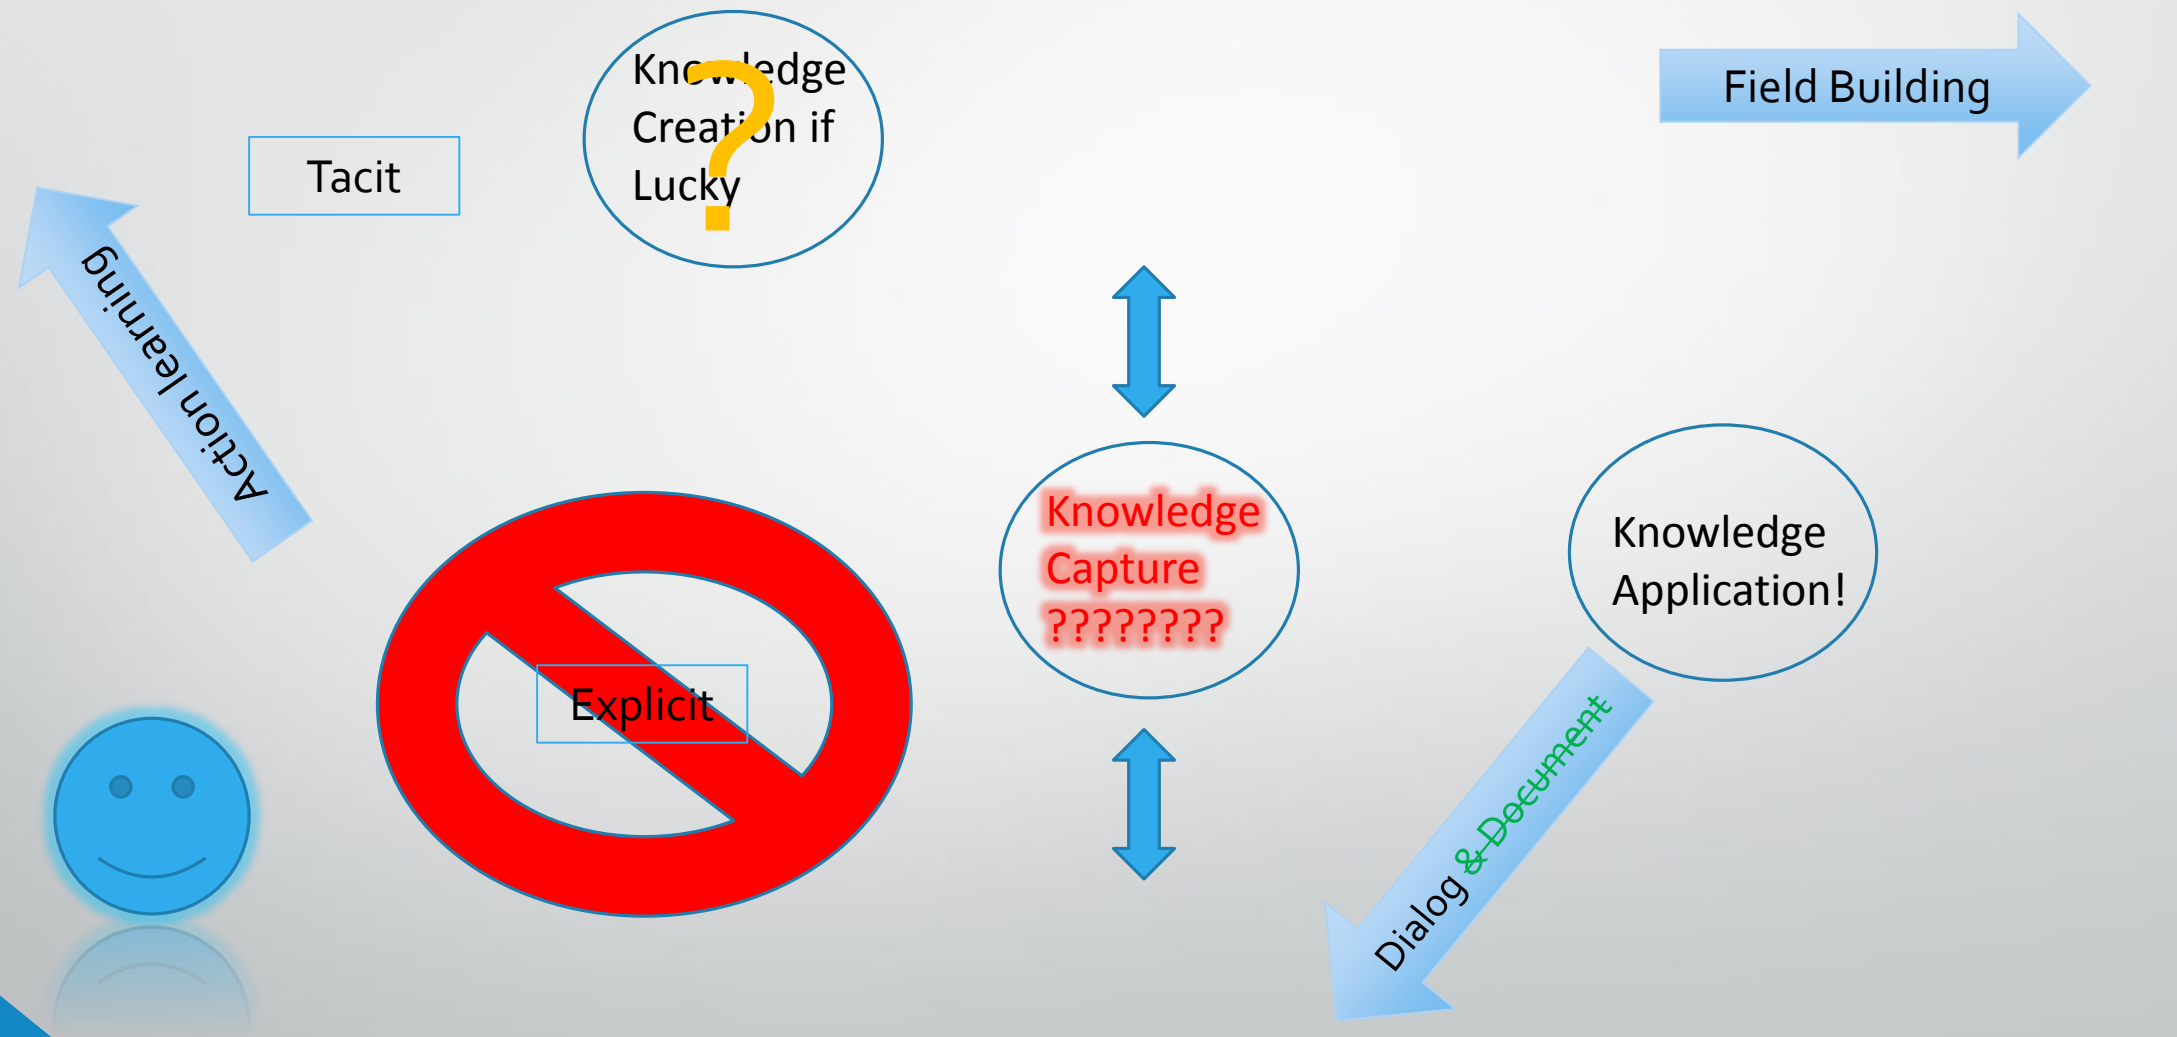 Knowledge
Creation if
Lucky
?
Field Building
Tacit
Action learning
Knowledge
Capture
????????
Knowledge
Application!
Explicit
Dialog & Document